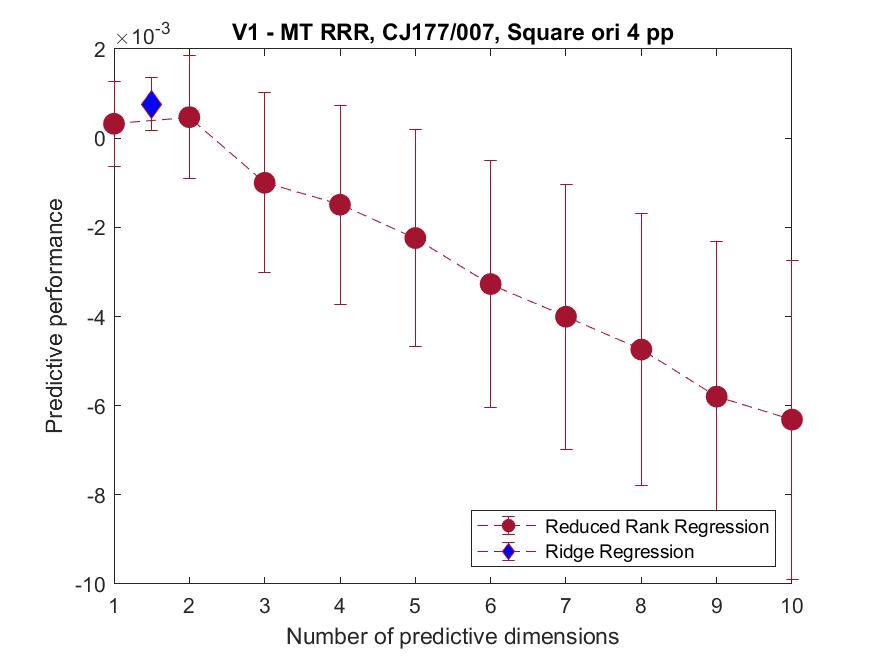 ×10⁻³
V1 - MT RRR, CJ177/007, Square ori 4 pp
2
0
-2
-4
-6
-8
-10
Predictive performance
1 2 3 4 5 6 7 8 9 10
Number of predictive dimensions
Reduced Rank Regression
Ridge Regression